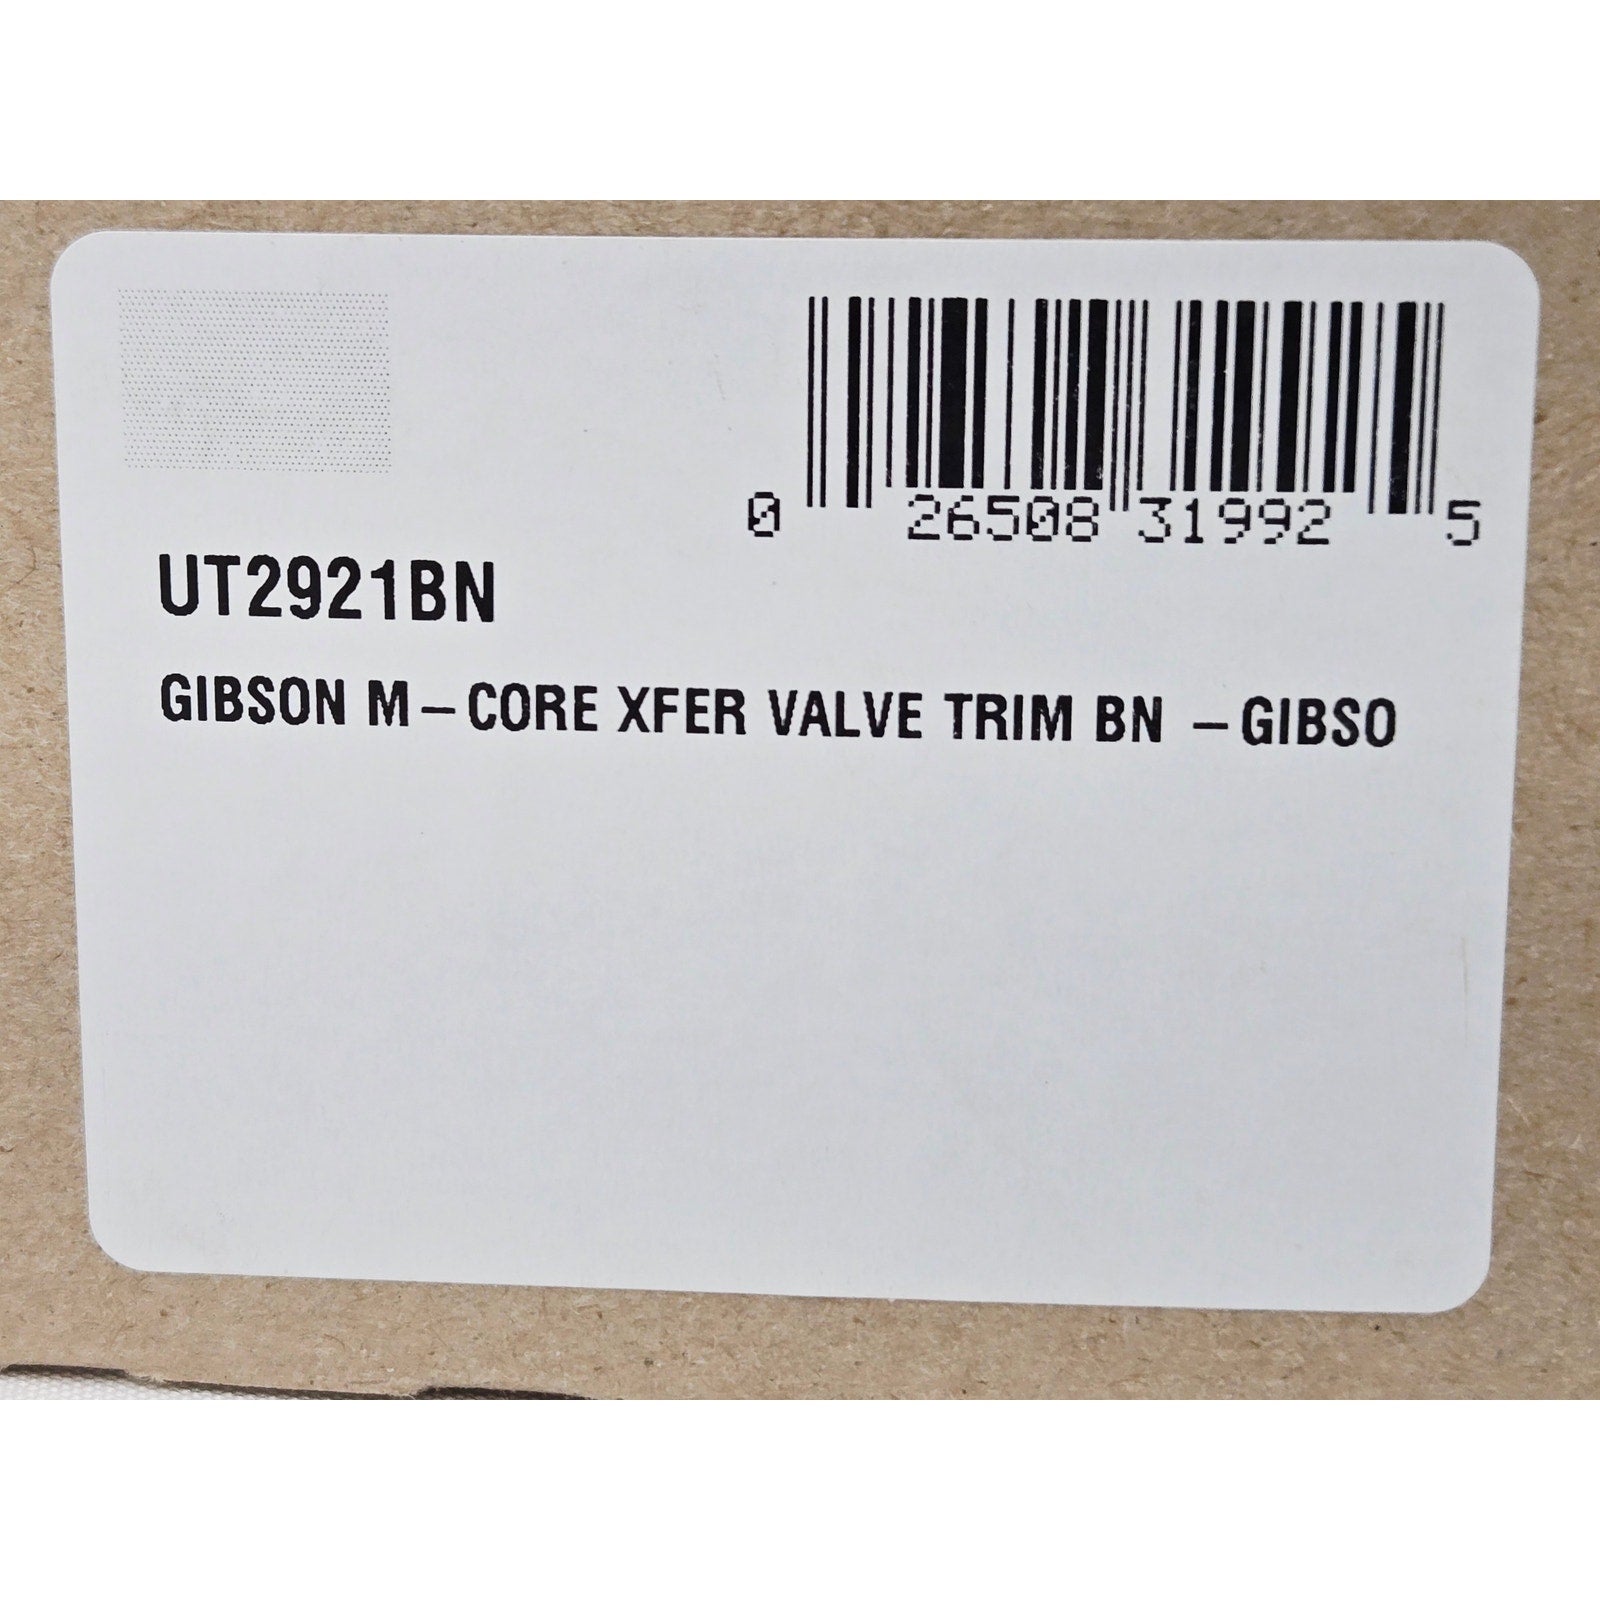 0 26508 31992 5
UT2921BN
GIBSON M-CORE XFER VALVE TRIM BN -GIBSO